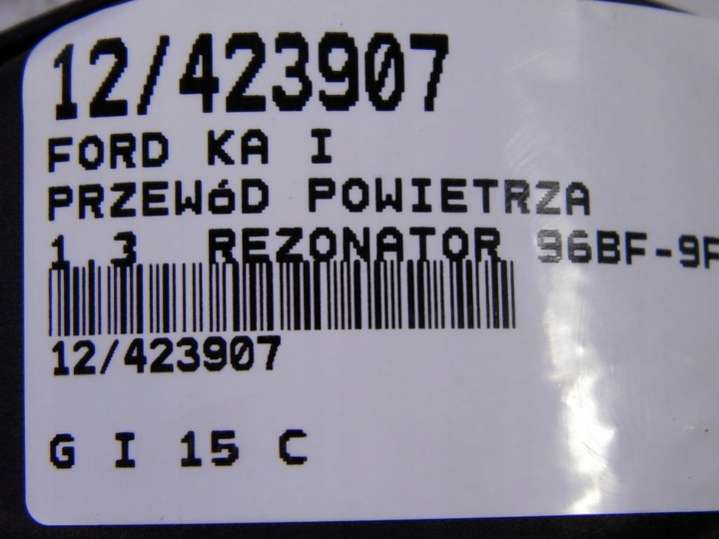 12/423907
FORD KA I
PRZEWóD POWIETRZA
1.3 REZONATOR 96BF-9F
12/423907
G I 15 C